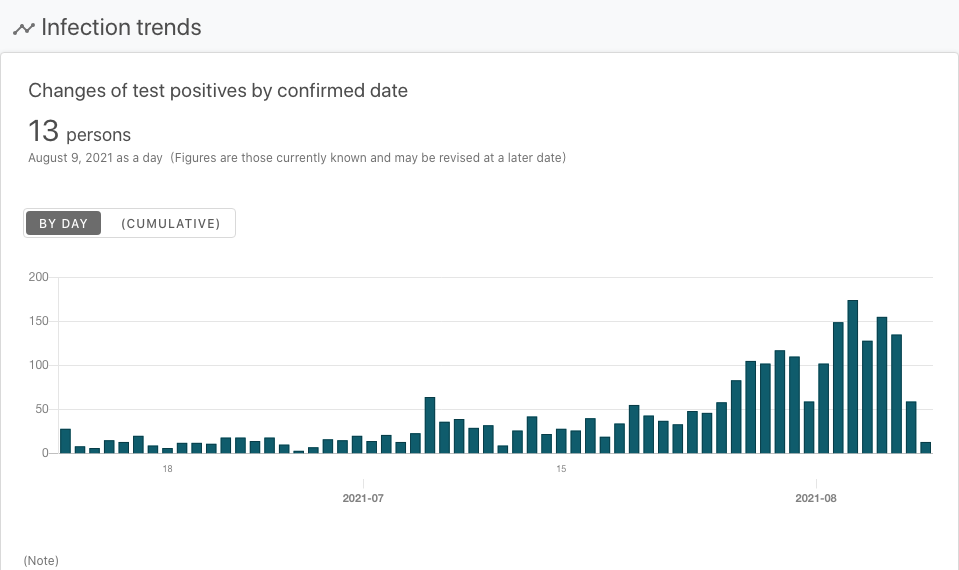 Infection trends
Changes of test positives by confirmed date
13 persons
August 9, 2021 as a day (Figures are those currently known and may be revised at a later date)
BY DAY (CUMULATIVE)
200
150
100
50
0
18 15
2021-07 2021-08
(Note)